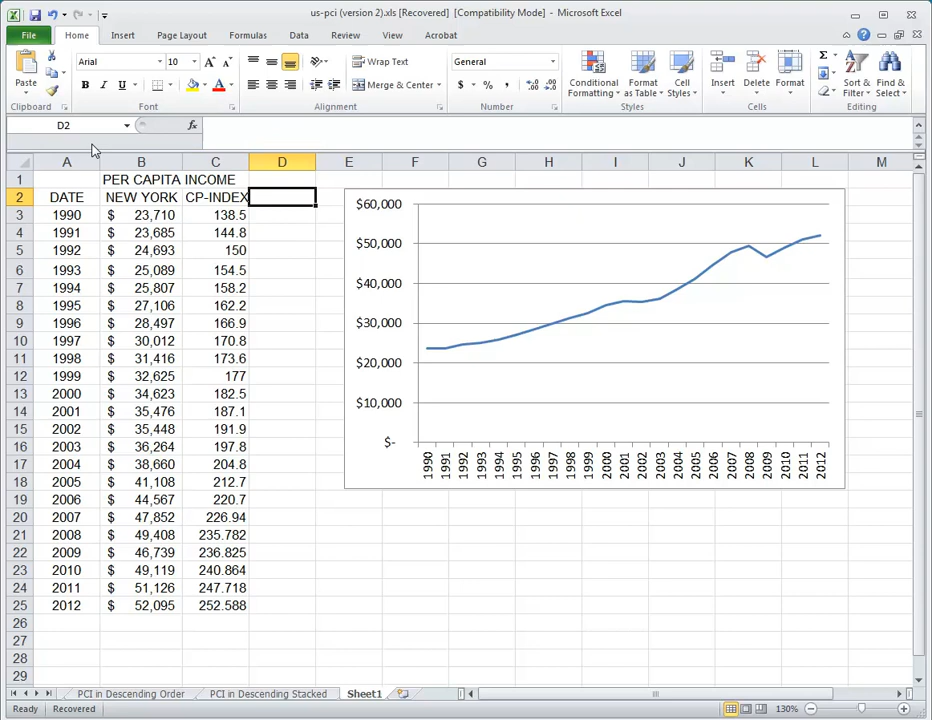 us-pci (version 2).xls [Recovered] [Compatibility Mode] - Microsoft Excel
File Home Insert Page Layout Formulas Data Review View Acrobat
Paste
Clipboard
Arial 10 A A
B I U A
Font
Wrap Text
Merge & Center
Alignment
General
$ % ,
Number
Conditional Formatting
Format as Table
Cell Styles
Styles
Insert Delete Format
Cells
Σ
Sort & Filter
Find & Select
Editing
D2 fx
A B C D E F G H I J K L M
1 PER CAPITA INCOME
2 DATE NEW YORK CP-INDEX
3 1990 $ 23,710 138.5
4 1991 $ 23,685 144.8
5 1992 $ 24,693 150
6 1993 $ 25,089 154.5
7 1994 $ 25,807 158.2
8 1995 $ 27,106 162.2
9 1996 $ 28,497 166.9
10 1997 $ 30,012 170.8
11 1998 $ 31,416 173.6
12 1999 $ 32,625 177
13 2000 $ 34,623 182.5
14 2001 $ 35,476 187.1
15 2002 $ 35,448 191.9
16 2003 $ 36,264 197.8
17 2004 $ 38,660 204.8
18 2005 $ 41,108 212.7
19 2006 $ 44,567 220.7
20 2007 $ 47,852 226.94
21 2008 $ 49,408 235.782
22 2009 $ 46,739 236.825
23 2010 $ 49,119 240.864
24 2011 $ 51,126 247.718
25 2012 $ 52,095 252.588
26
27
28
29
$60,000
$50,000
$40,000
$30,000
$20,000
$10,000
$-
1990 1991 1992 1993 1994 1995 1996 1997 1998 1999 2000 2001 2002 2003 2004 2005 2006 2007 2008 2009 2010 2011 2012
PCI in Descending Order PCI in Descending Stacked Sheet1
Ready Recovered 130%